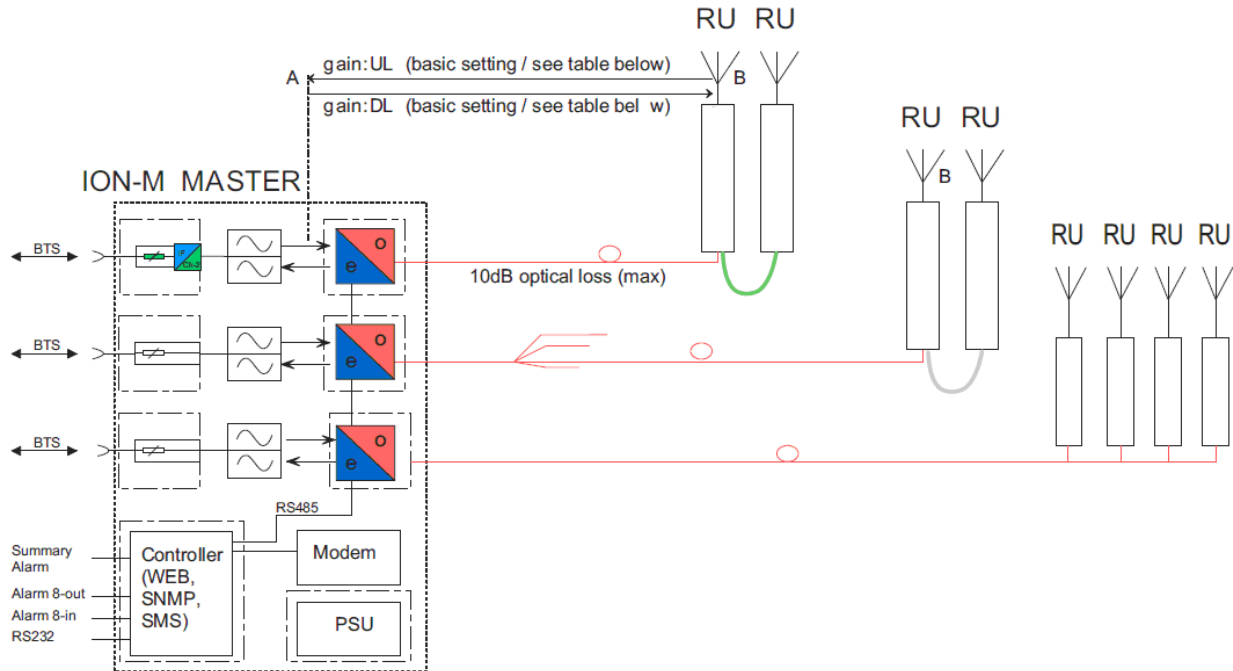 RU RU
A gain:UL (basic setting / see table below) B
gain:DL (basic setting / see table bel w)
RU RU
B
ION-M MASTER
RU RU RU RU
BTS IF Ch-S o e
10dB optical loss (max)
BTS o e
BTS o e
RS485
Summary
Alarm
Alarm 8-out
Alarm 8-in
RS232
Controller
(WEB,
SNMP,
SMS)
Modem
PSU